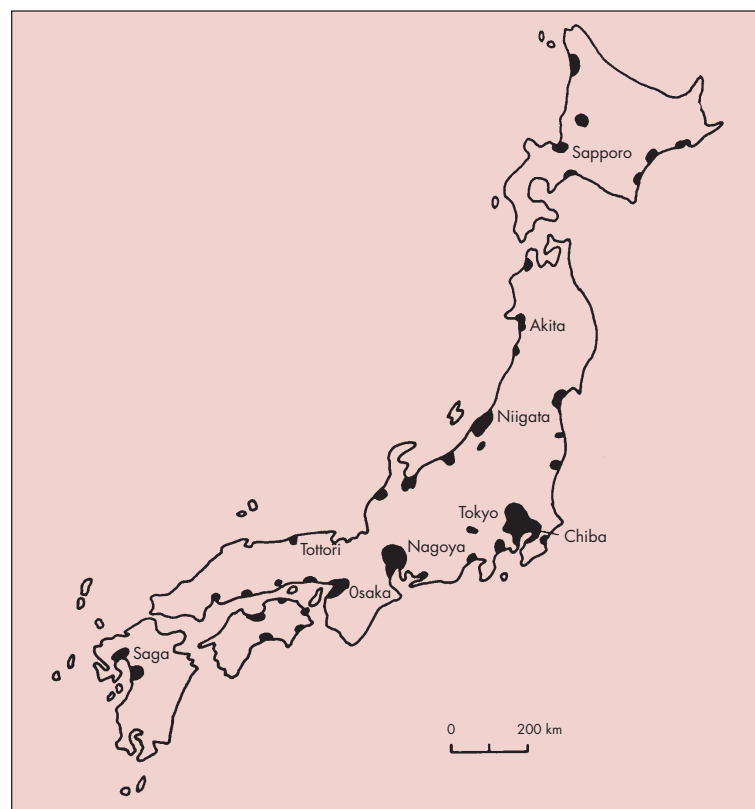 Sapporo
Akita
Niigata
Tokyo
Chiba
Nagoya
Tottori
0saka
Saga
0 200 km